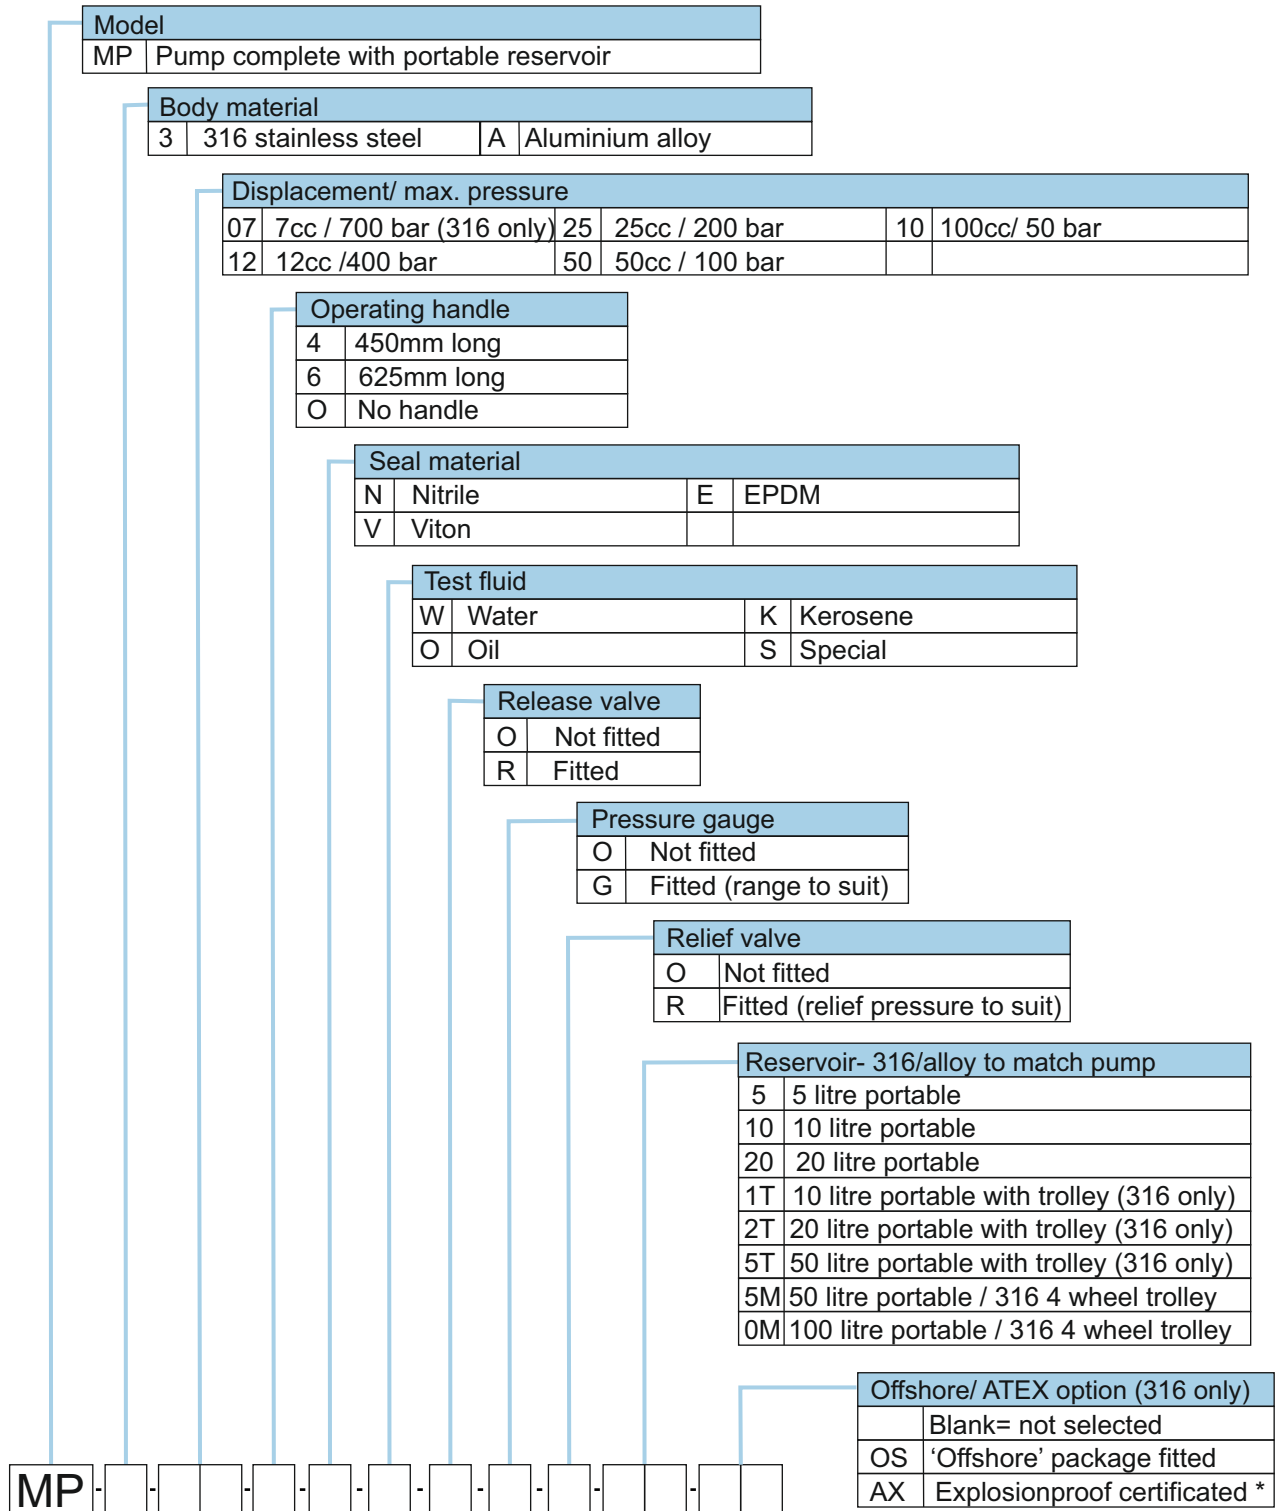 Model
MP Pump complete with portable reservoir
Body material
3 316 stainless steel A Aluminium alloy
Displacement/ max. pressure
07 7cc / 700 bar (316 only) 25 25cc / 200 bar 10 100cc/ 50 bar
12 12cc /400 bar 50 50cc / 100 bar
Operating handle
4 450mm long
6 625mm long
O No handle
Seal material
N Nitrile E EPDM
V Viton
Test fluid
W Water K Kerosene
O Oil S Special
Release valve
O Not fitted
R Fitted
Pressure gauge
O Not fitted
G Fitted (range to suit)
Relief valve
O Not fitted
R Fitted (relief pressure to suit)
Reservoir- 316/alloy to match pump
5 5 litre portable
10 10 litre portable
20 20 litre portable
1T 10 litre portable with trolley (316 only)
2T 20 litre portable with trolley (316 only)
5T 50 litre portable with trolley (316 only)
5M 50 litre portable / 316 4 wheel trolley
0M 100 litre portable / 316 4 wheel trolley
Offshore/ ATEX option (316 only)
Blank= not selected
OS ‘Offshore’ package fitted
AX Explosionproof certificated *
MP - - - - - - - - - -